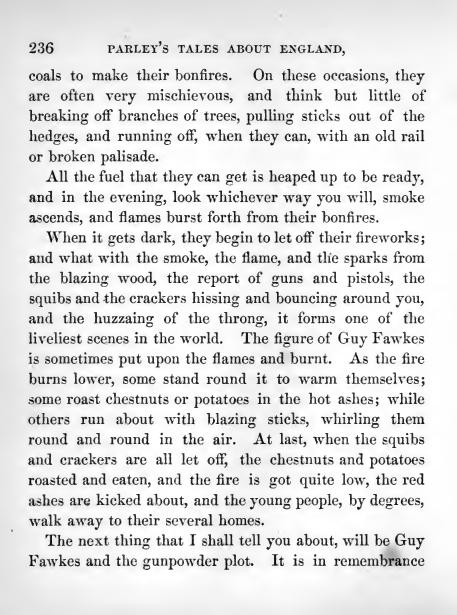 236 PARLEY'S TALES ABOUT ENGLAND,
coals to make their bonfires. On these occasions, they
are often very mischievous, and think but little of
breaking off branches of trees, pulling sticks out of the
hedges, and running off, when they can, with an old rail
or broken palisade.
All the fuel that they can get is heaped up to be ready,
and in the evening, look whichever way you will, smoke
ascends, and flames burst forth from their bonfires.
When it gets dark, they begin to let off their fireworks;
and what with the smoke, the flame, and the sparks from
the blazing wood, the report of guns and pistols, the
squibs and the crackers hissing and bouncing around you,
and the huzzaing of the throng, it forms one of the
liveliest scenes in the world. The figure of Guy Fawkes
is sometimes put upon the flames and burnt. As the fire
burns lower, some stand round it to warm themselves;
some roast chestnuts or potatoes in the hot ashes; while
others run about with blazing sticks, whirling them
round and round in the air. At last, when the squibs
and crackers are all let off, the chestnuts and potatoes
roasted and eaten, and the fire is got quite low, the red
ashes are kicked about, and the young people, by degrees,
walk away to their several homes.
The next thing that I shall tell you about, will be Guy
Fawkes and the gunpowder plot. It is in remembrance